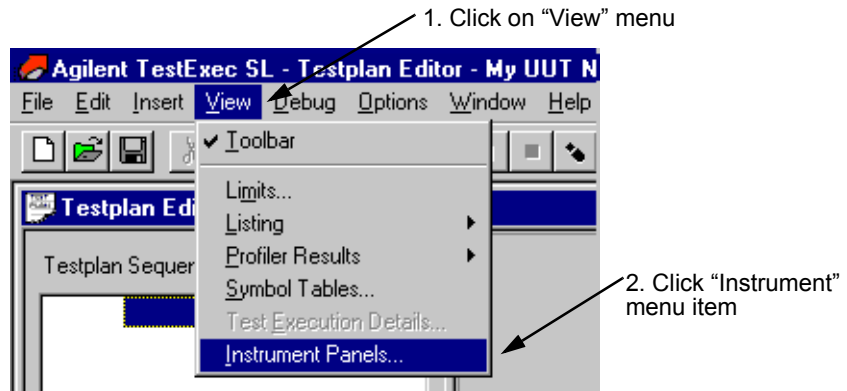 1. Click on “View” menu
Agilent TestExec SL - Testplan Editor - My UUT N
File Edit Insert View Debug Options Window Help
Toolbar
Limits...
Testplan Edi
Listing
Profiler Results
Testplan Sequer
Symbol Tables...
Test Execution Details...
Instrument Panels...
2. Click “Instrument”
menu item